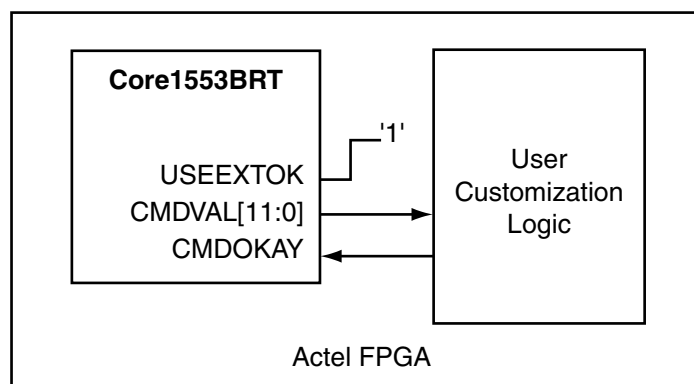 Core1553BRT
'1'
USEEXTOK
CMDVAL[11:0]
CMDOKAY
User
Customization
Logic
Actel FPGA